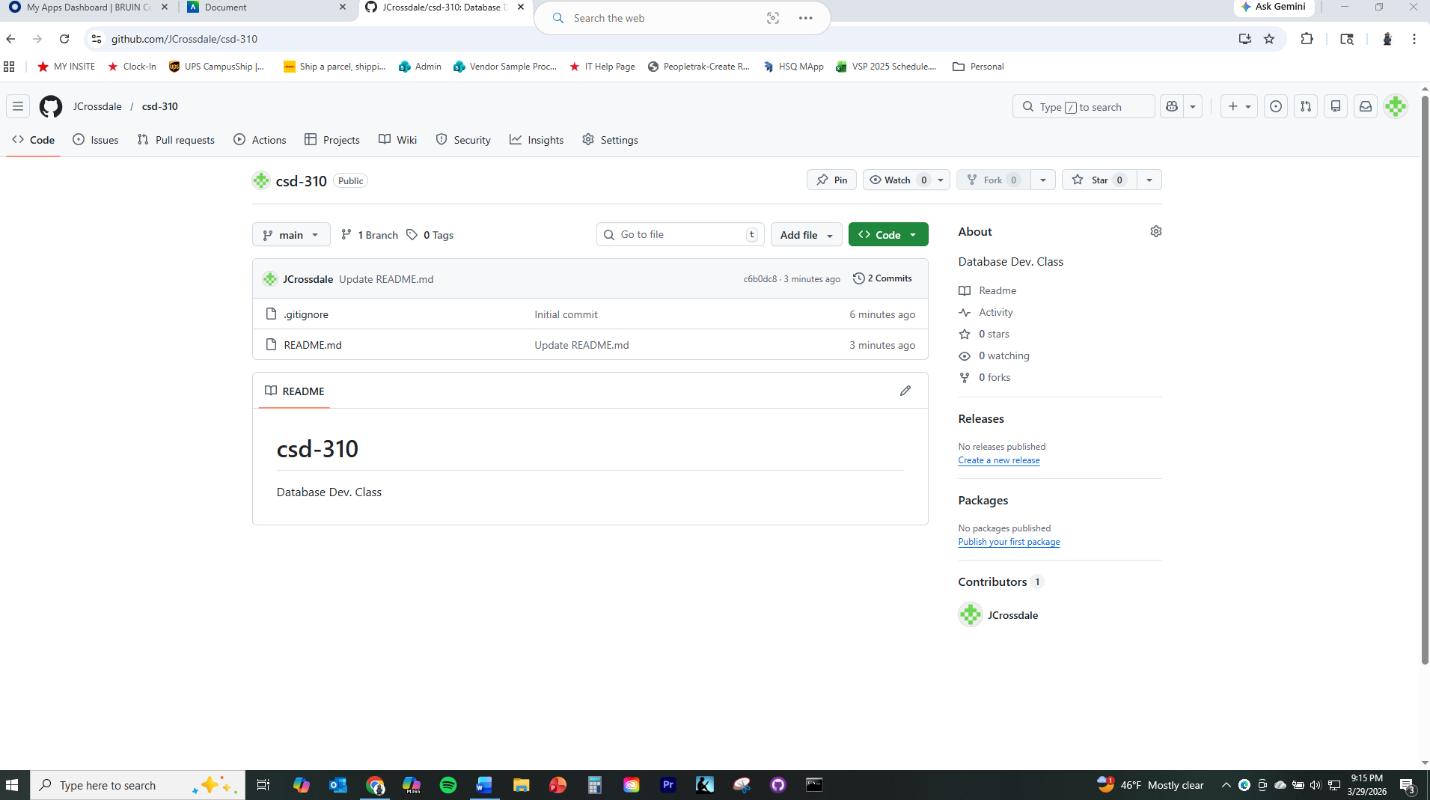 My Apps Dashboard | BRUIN Co
Document
JCrossdale/csd-310: Database D
Search the web
Ask Gemini
github.com/JCrossdale/csd-310
MY INSITE
Clock-In
UPS CampusShip |...
Ship a parcel, shippi...
Admin
Vendor Sample Proc...
IT Help Page
Peopletrak-Create R...
HSQ MApp
VSP 2025 Schedule....
Personal
JCrossdale / csd-310
Type / to search
Code
Issues
Pull requests
Actions
Projects
Wiki
Security
Insights
Settings
csd-310 Public
Pin
Watch 0
Fork 0
Star 0
main
1 Branch
0 Tags
Go to file t
Add file
Code
JCrossdale Update README.md c6b0dc8 · 3 minutes ago 2 Commits
.gitignore Initial commit 6 minutes ago
README.md Update README.md 3 minutes ago
README
csd-310
Database Dev. Class
About
Database Dev. Class
Readme
Activity
0 stars
0 watching
0 forks
Releases
No releases published
Create a new release
Packages
No packages published
Publish your first package
Contributors 1
JCrossdale
Type here to search
46°F Mostly clear
9:15 PM
3/29/2026
3